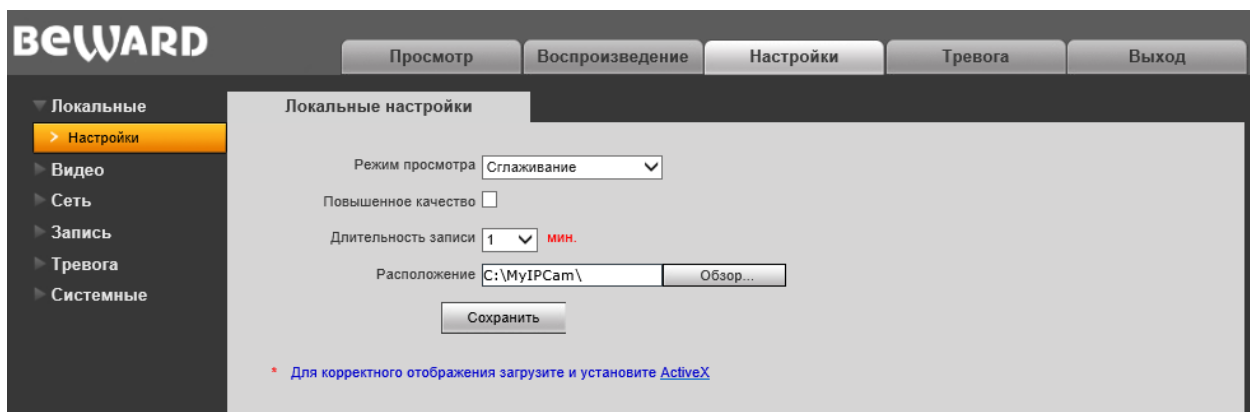 BEWARD
Просмотр Воспроизведение Настройки Тревога Выход
Локальные
> Настройки
Видео
Сеть
Запись
Тревога
Системные
Локальные настройки
Режим просмотра Сглаживание
Повышенное качество
Длительность записи 1 мин.
Расположение C:\MyIPCam\ Обзор...
Сохранить
* Для корректного отображения загрузите и установите ActiveX